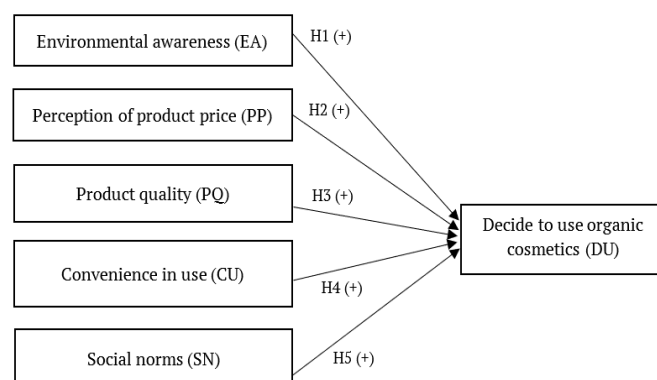 Environmental awareness (EA)
H1 (+)
Perception of product price (PP)
H2 (+)
Product quality (PQ)
H3 (+)
Convenience in use (CU)
H4 (+)
Social norms (SN)
H5 (+)
Decide to use organic
cosmetics (DU)